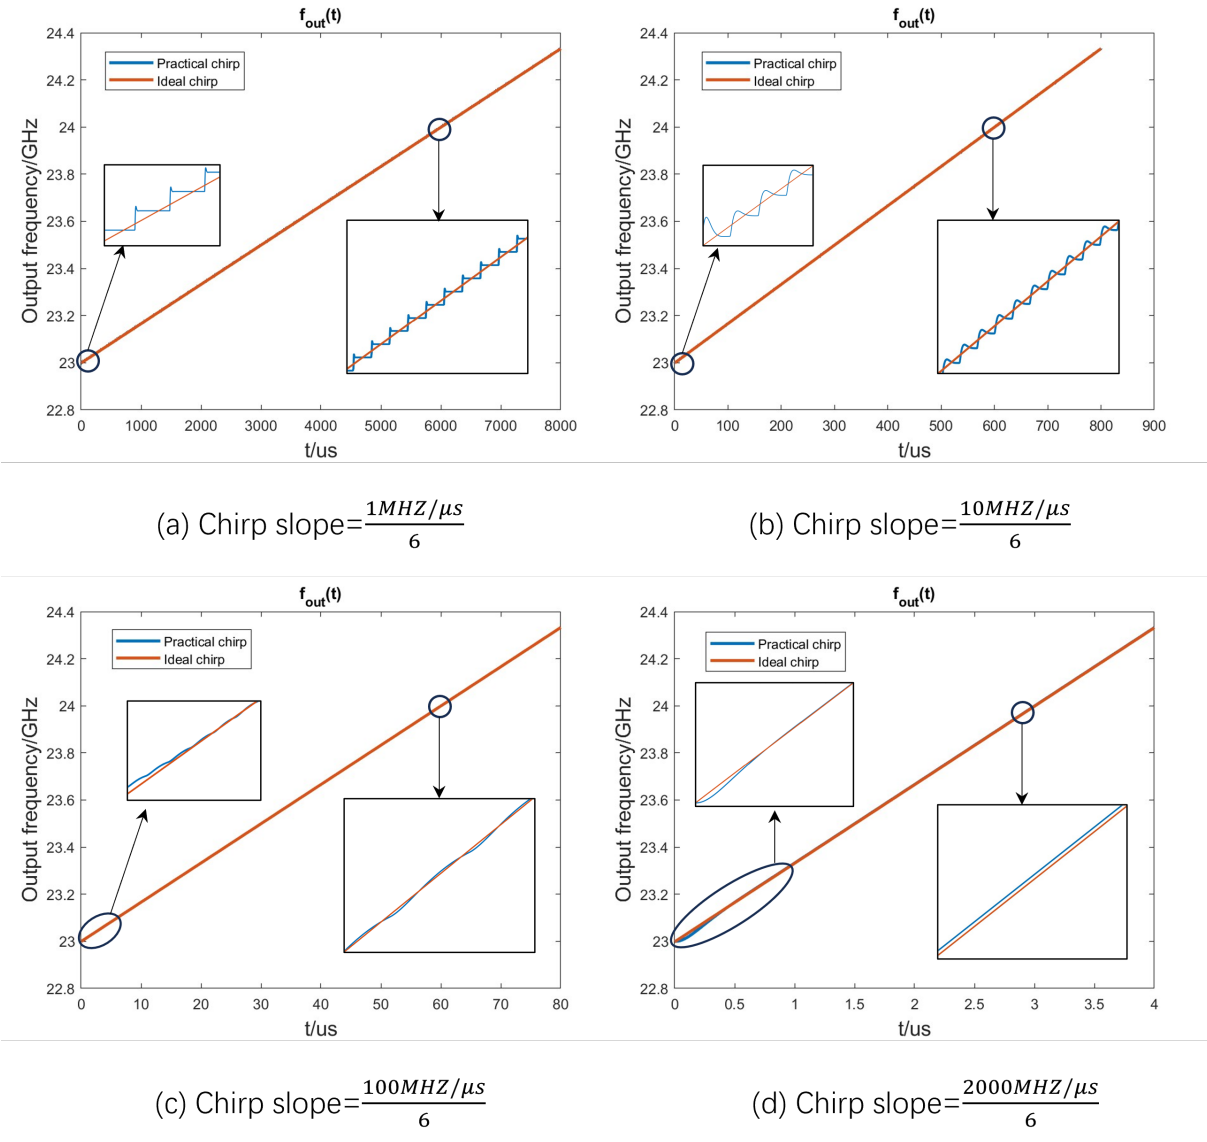 f_out(t)
24.4
24.2
24
23.8
23.6
23.4
23.2
23
22.8
Output frequency/GHz
Practical chirp
Ideal chirp
0 1000 2000 3000 4000 5000 6000 7000 8000
t/us
f_out(t)
24.4
24.2
24
23.8
23.6
23.4
23.2
23
22.8
Output frequency/GHz
Practical chirp
Ideal chirp
0 100 200 300 400 500 600 700 800 900
t/us
(a) Chirp slope=1MHZ/μs/6
(b) Chirp slope=10MHZ/μs/6
f_out(t)
24.4
24.2
24
23.8
23.6
23.4
23.2
23
22.8
Output frequency/GHz
Practical chirp
Ideal chirp
0 10 20 30 40 50 60 70 80
t/us
f_out(t)
24.4
24.2
24
23.8
23.6
23.4
23.2
23
22.8
Output frequency/GHz
Practical chirp
Ideal chirp
0 0.5 1 1.5 2 2.5 3 3.5 4
t/us
(c) Chirp slope=100MHZ/μs/6
(d) Chirp slope=2000MHZ/μs/6